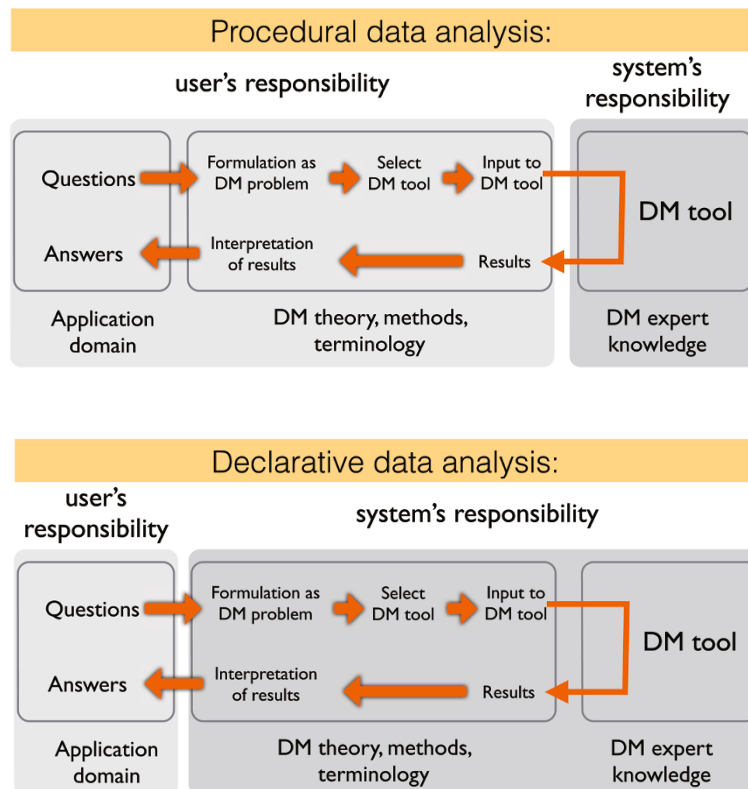 Procedural data analysis:
user's responsibility
system's
responsibility
Questions
Formulation as
DM problem
Select
DM tool
Input to
DM tool
DM tool
Answers
Interpretation
of results
Results
Application
domain
DM theory, methods,
terminology
DM expert
knowledge
Declarative data analysis:
user's
responsibility
system's responsibility
Questions
Formulation as
DM problem
Select
DM tool
Input to
DM tool
DM tool
Answers
Interpretation
of results
Results
Application
domain
DM theory, methods,
terminology
DM expert
knowledge